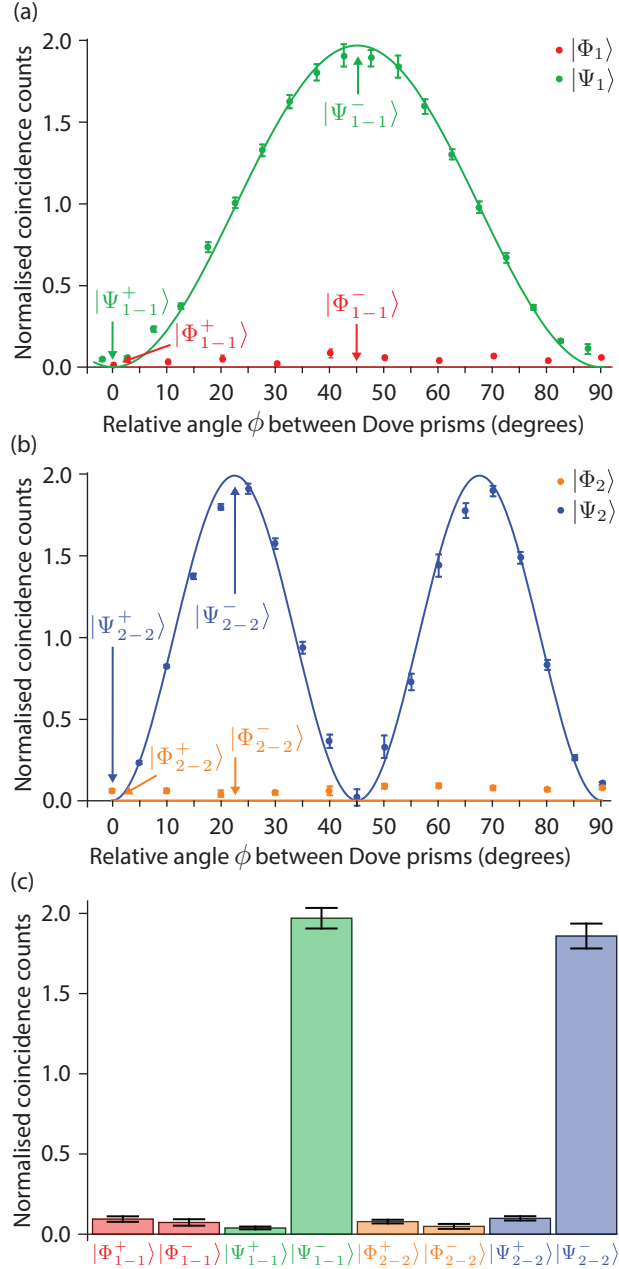 (a)
Normalised coincidence counts
2.0
1.5
1.0
0.5
0.0
|Φ₁⟩
|Ψ₁⟩
|Ψ⁻₁₋₁⟩
|Ψ⁺₁₋₁⟩
|Φ⁺₁₋₁⟩
|Φ⁻₁₋₁⟩
0 10 20 30 40 50 60 70 80 90
Relative angle ϕ between Dove prisms (degrees)
(b)
Normalised coincidence counts
2.0
1.5
1.0
0.5
0.0
|Φ₂⟩
|Ψ₂⟩
|Ψ⁺₂₋₂⟩
|Ψ⁻₂₋₂⟩
|Φ⁺₂₋₂⟩
|Φ⁻₂₋₂⟩
0 10 20 30 40 50 60 70 80 90
Relative angle ϕ between Dove prisms (degrees)
(c)
Normalised coincidence counts
2.0
1.5
1.0
0.5
0.0
|Φ⁺₁₋₁⟩ |Φ⁻₁₋₁⟩ |Ψ⁺₁₋₁⟩ |Ψ⁻₁₋₁⟩ |Φ⁺₂₋₂⟩ |Φ⁻₂₋₂⟩ |Ψ⁺₂₋₂⟩ |Ψ⁻₂₋₂⟩